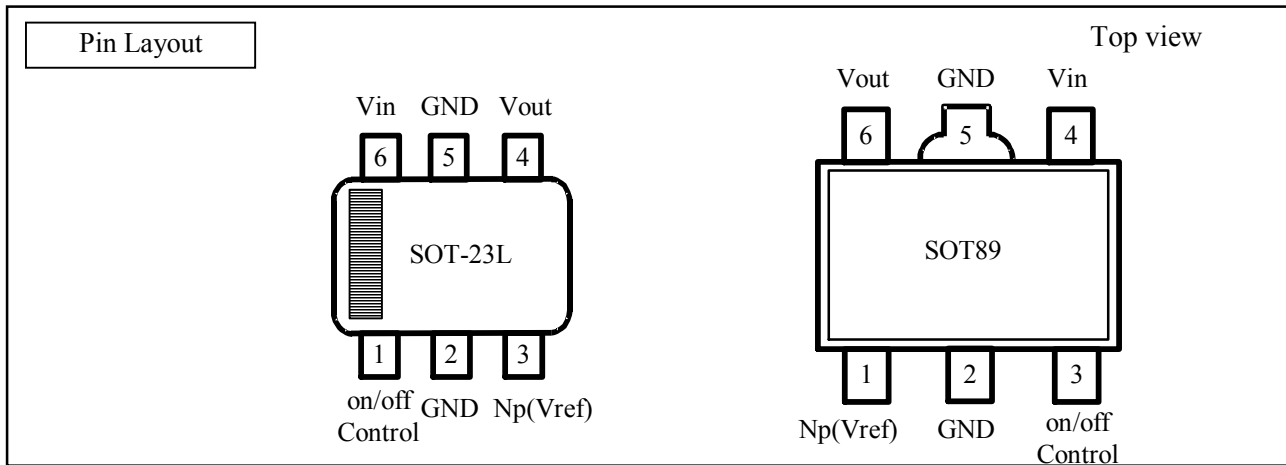 Pin Layout
Top view
Vin GND Vout
6 5 4
SOT-23L
1 2 3
on/off
Control
GND
Np(Vref)
Vout GND Vin
6 5 4
SOT89
1 2 3
Np(Vref)
GND
on/off
Control